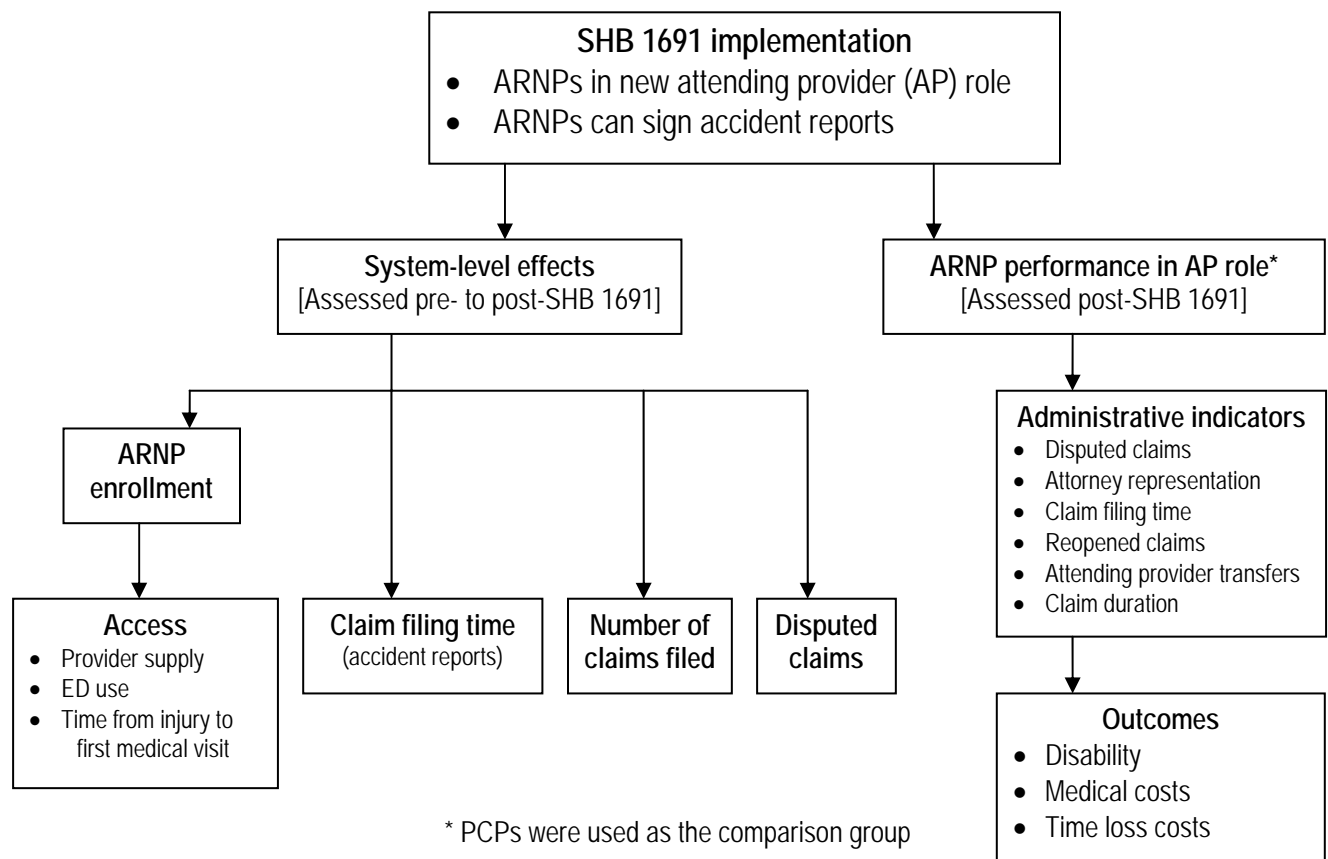 SHB 1691 implementation
• ARNPs in new attending provider (AP) role
• ARNPs can sign accident reports
System-level effects
[Assessed pre- to post-SHB 1691]
ARNP performance in AP role*
[Assessed post-SHB 1691]
ARNP
enrollment
Access
• Provider supply
• ED use
• Time from injury to
first medical visit
Claim filing time
(accident reports)
Number of
claims filed
Disputed
claims
Administrative indicators
• Disputed claims
• Attorney representation
• Claim filing time
• Reopened claims
• Attending provider transfers
• Claim duration
Outcomes
• Disability
• Medical costs
• Time loss costs
* PCPs were used as the comparison group